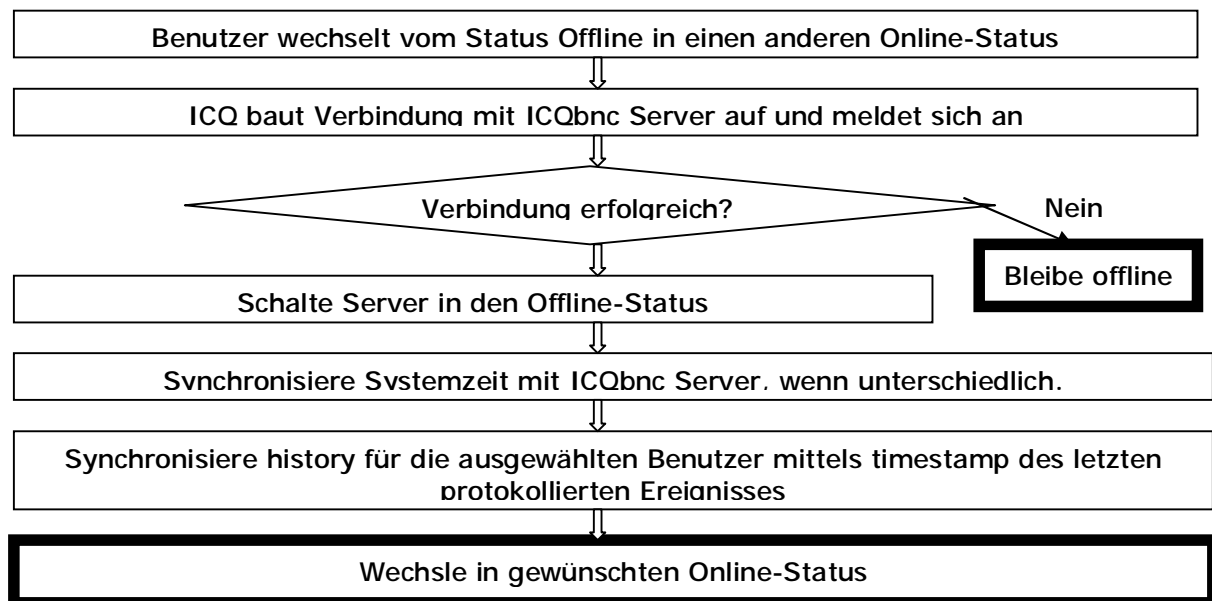 Benutzer wechselt vom Status Offline in einen anderen Online-Status
ICQ baut Verbindung mit ICQbnc Server auf und meldet sich an
Verbindung erfolgreich?
Nein
Bleibe offline
Schalte Server in den Offline-Status
Synchronisiere Systemzeit mit ICQbnc Server, wenn unterschiedlich.
Synchronisiere history für die ausgewählten Benutzer mittels timestamp des letzten
protokollierten Ereignisses
Wechsle in gewünschten Online-Status